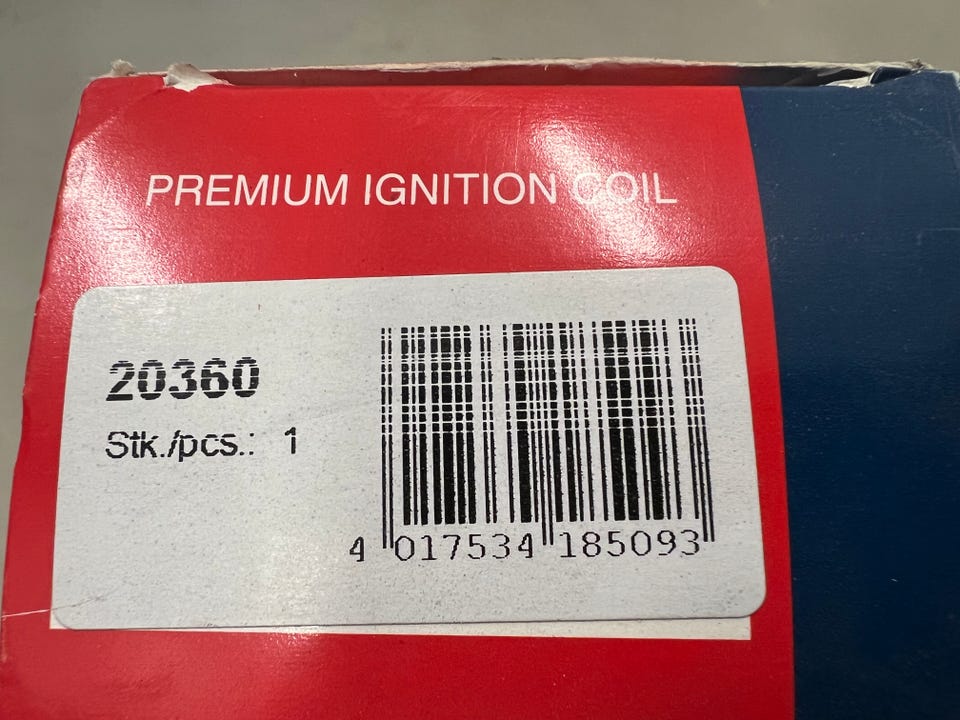 PREMIUM IGNITION COIL
20360
Stk./pcs.: 1
4 017534 185093